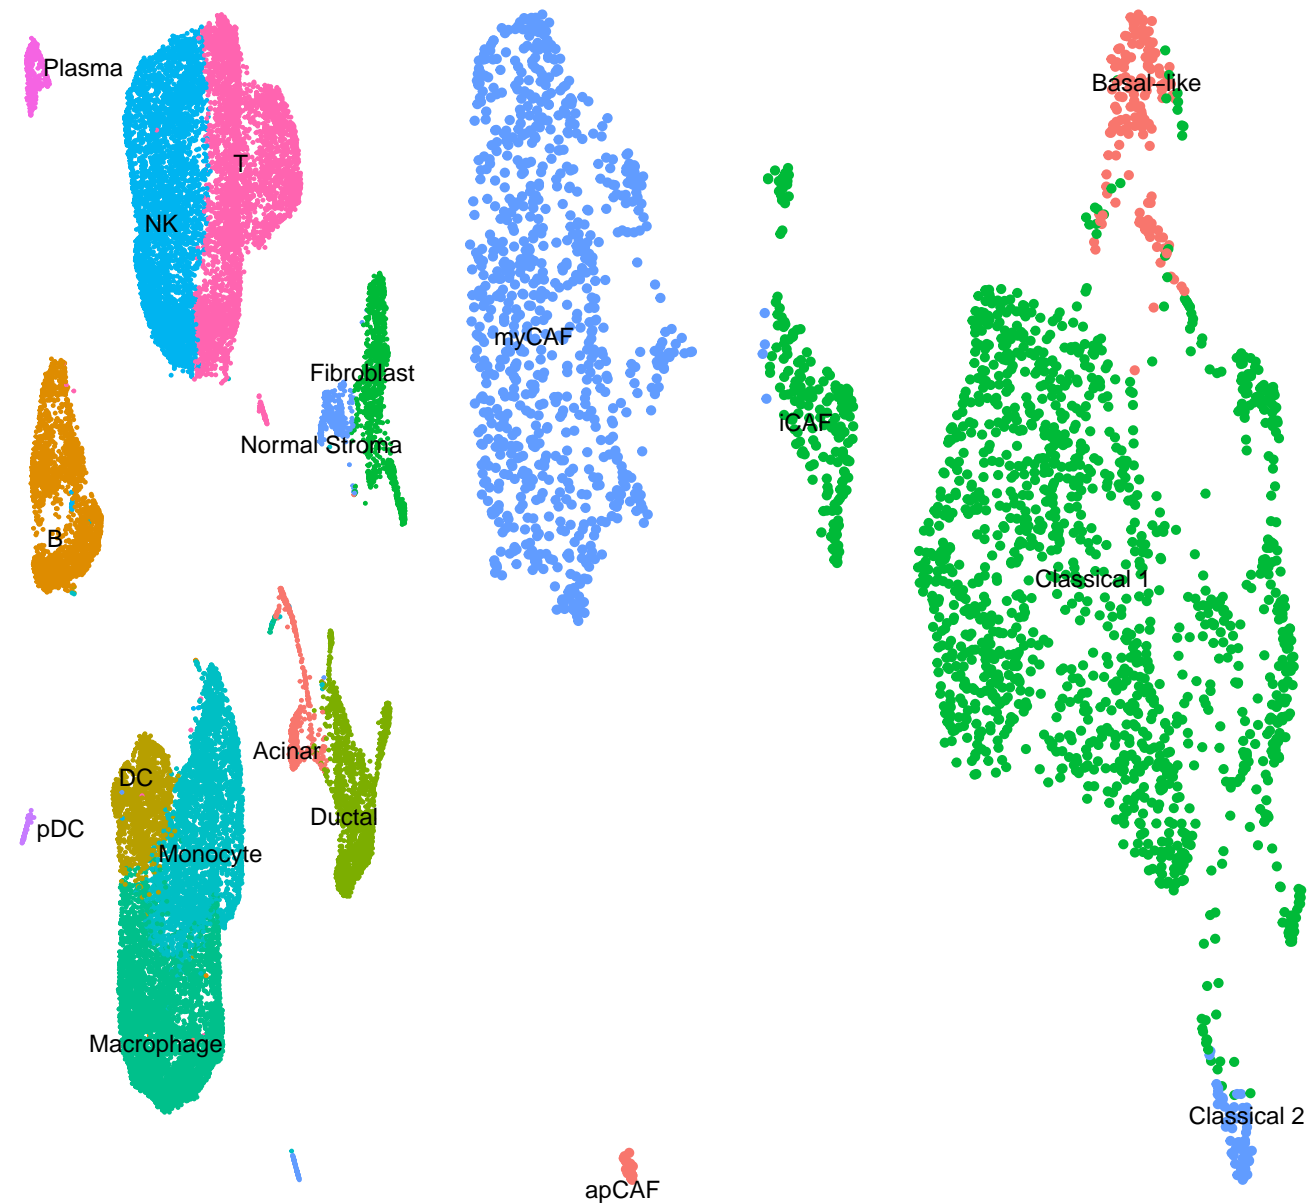 Plasma
Basal-like
T
NK
myCAF
Fibroblast
iCAF
Normal Stroma
B
Classical 1
Acinar
DC
Ductal
pDC
Monocyte
Macrophage
Classical 2
apCAF